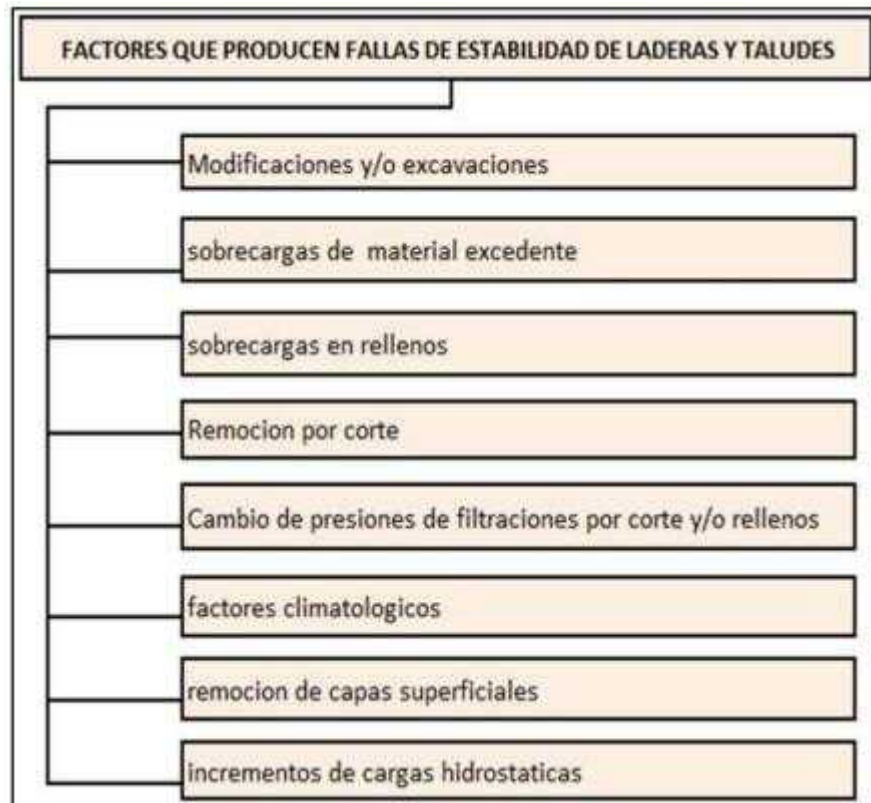 FACTORES QUE PRODUCEN FALLAS DE ESTABILIDAD DE LADERAS Y TALUDES
Modificaciones y/o excavaciones
sobrecargas de material excedente
sobrecargas en rellenos
Remocion por corte
Cambio de presiones de filtraciones por corte y/o rellenos
factores climatologicos
remocion de capas superficiales
incrementos de cargas hidrostaticas